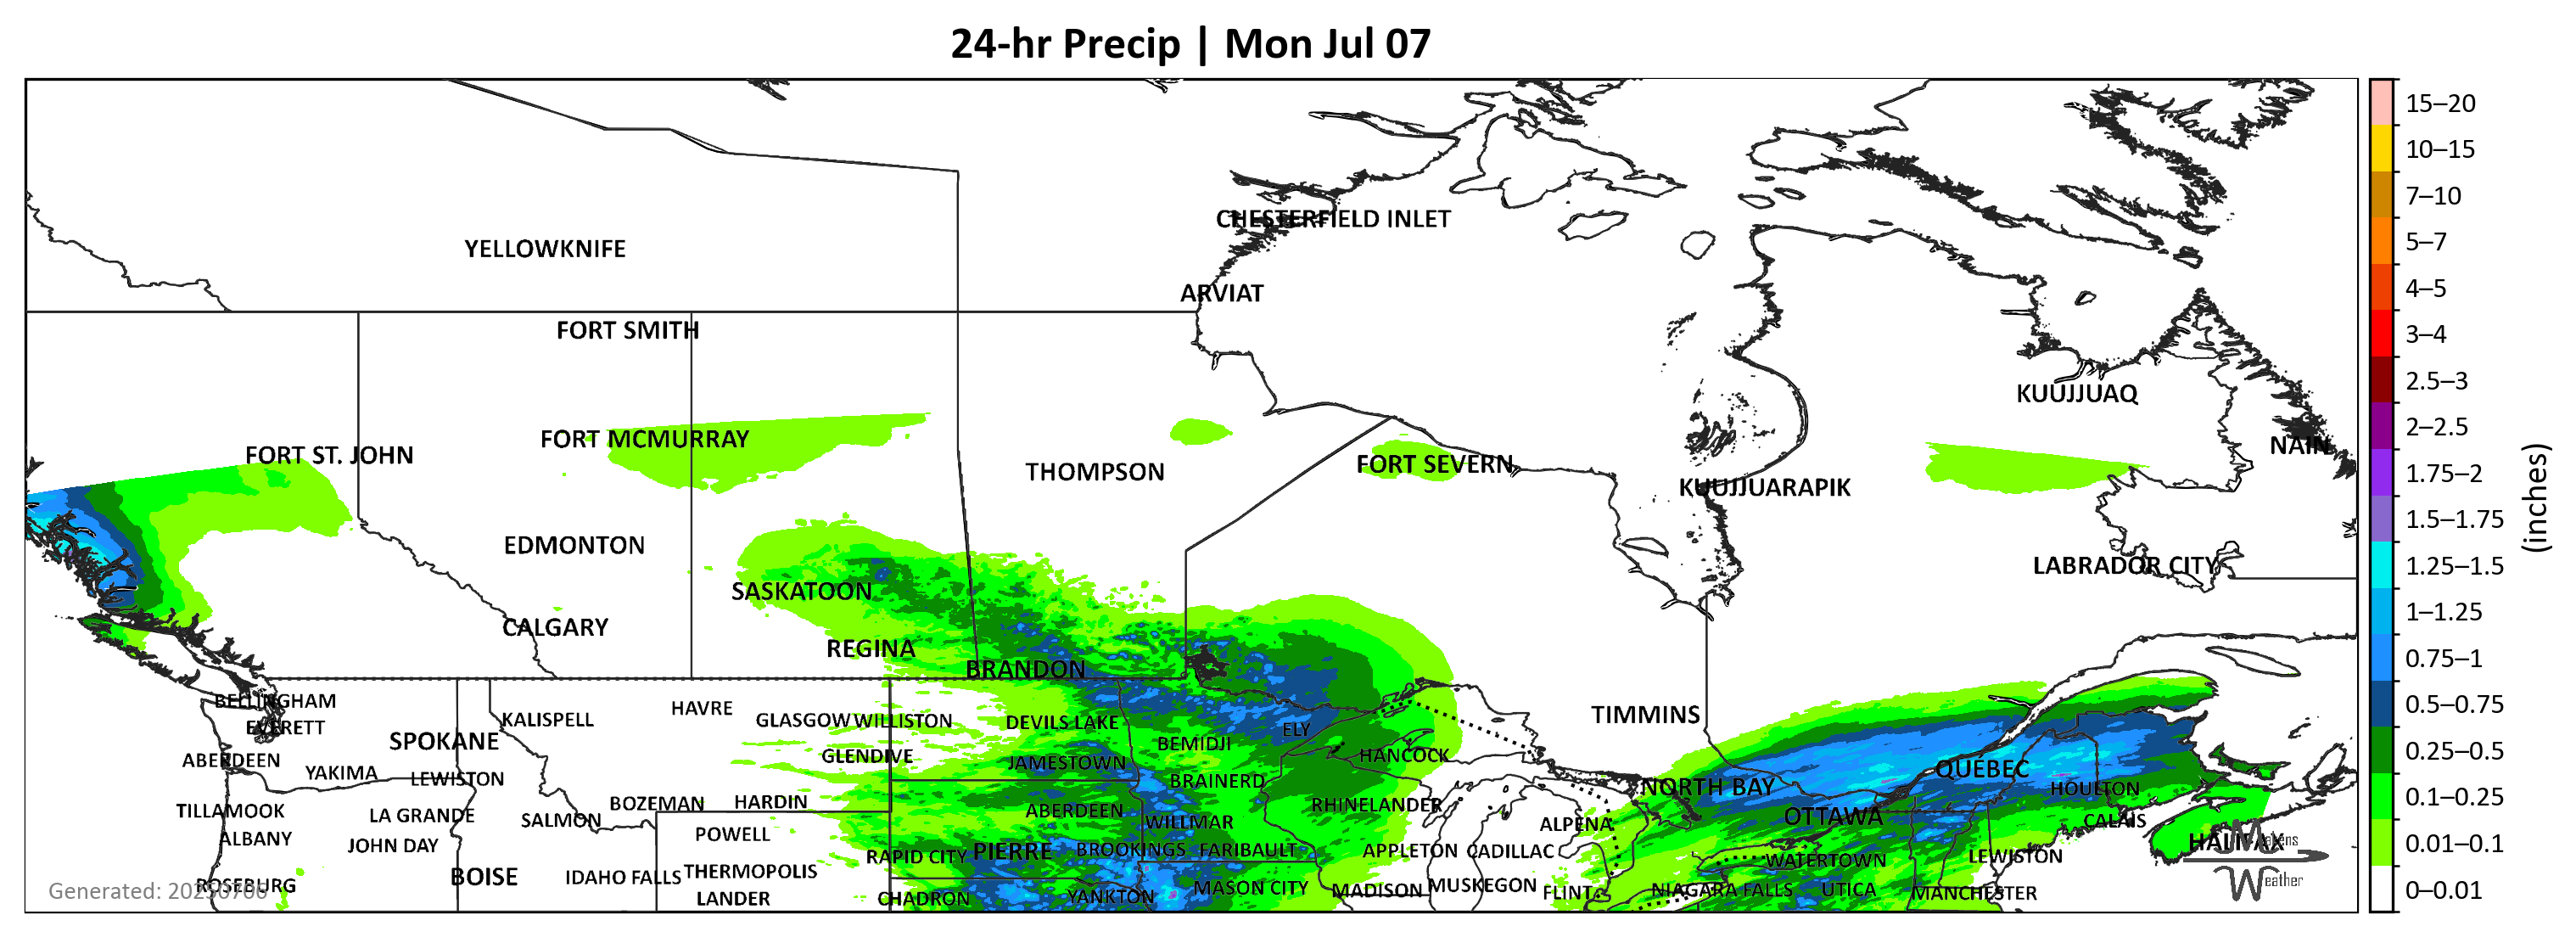 24-hr Precip | Mon Jul 07
15–20
10–15
7–10
5–7
4–5
3–4
2.5–3
2–2.5
1.75–2
1.5–1.75
1.25–1.5
1–1.25
0.75–1
0.5–0.75
0.25–0.5
0.1–0.25
0.01–0.1
0–0.01
(inches)
CHESTERFIELD INLET
YELLOWKNIFE
ARVIAT
FORT SMITH
KUUJJUAQ
FORT MCMURRAY
NAIN
FORT ST. JOHN
THOMPSON
FORT SEVERN
KUUJJUARAPIK
EDMONTON
LABRADOR CITY
SASKATOON
CALGARY
REGINA
BRANDON
BELLINGHAM
KALISPELL
HAVRE
GLASGOW
WILLISTON
DEVILS LAKE
TIMMINS
EVERETT
ELY
SPOKANE
BEMIDJI
ABERDEEN
GLENDIVE
JAMESTOWN
HANCOCK
QUÉBEC
YAKIMA
LEWISTON
BRAINERD
NORTH BAY
HOULTON
TILLAMOOK
LA GRANDE
SALMON
BOZEMAN
HARDIN
ABERDEEN
RHINELANDER
OTTAWA
WILLMAR
ALPENA
CALAIS
ALBANY
JOHN DAY
POWELL
HALIFAX
RAPID CITY
PIERRE
BROOKINGS
FARIBAULT
APPLETON
CADILLAC
WATERTOWN
LEWISTON
BOISE
IDAHO FALLS
THERMOPOLIS
ROSEBURG
LANDER
CHADRON
YANKTON
MASON CITY
MADISON
MUSKEGON
FLINT
NIAGARA FALLS
UTICA
MANCHESTER
Weather
Generated: 20250706